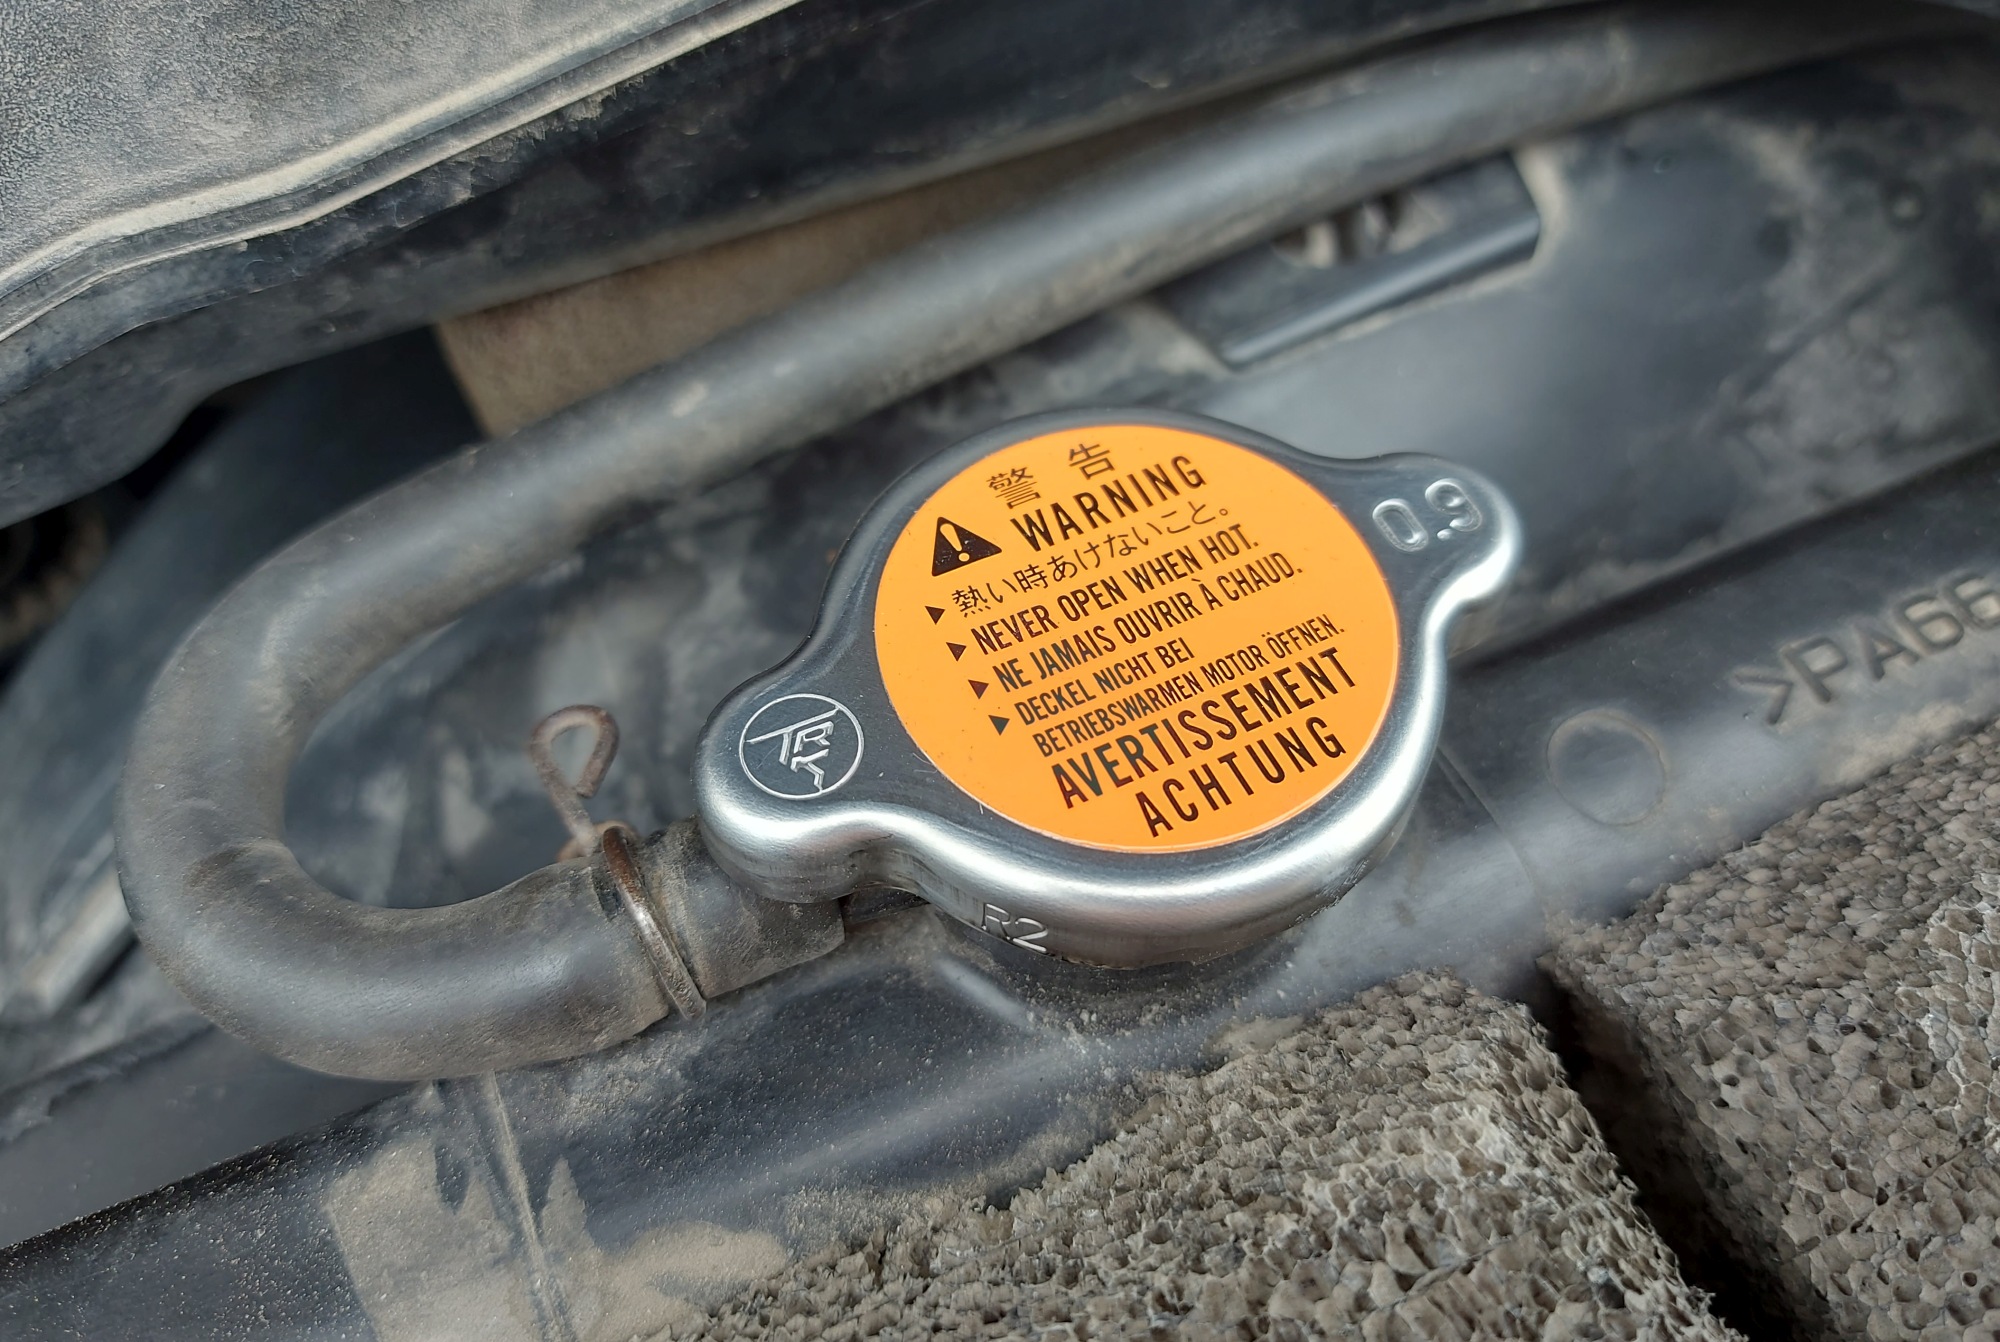 警告
WARNING
熱い時あけないこと。
NEVER OPEN WHEN HOT.
NE JAMAIS OUVRIR À CHAUD.
DECKEL NICHT BEI
BETRIEBSWARMEN MOTOR ÖFFNEN.
AVERTISSEMENT
ACHTUNG
0.9
TRK
R2
>PA66